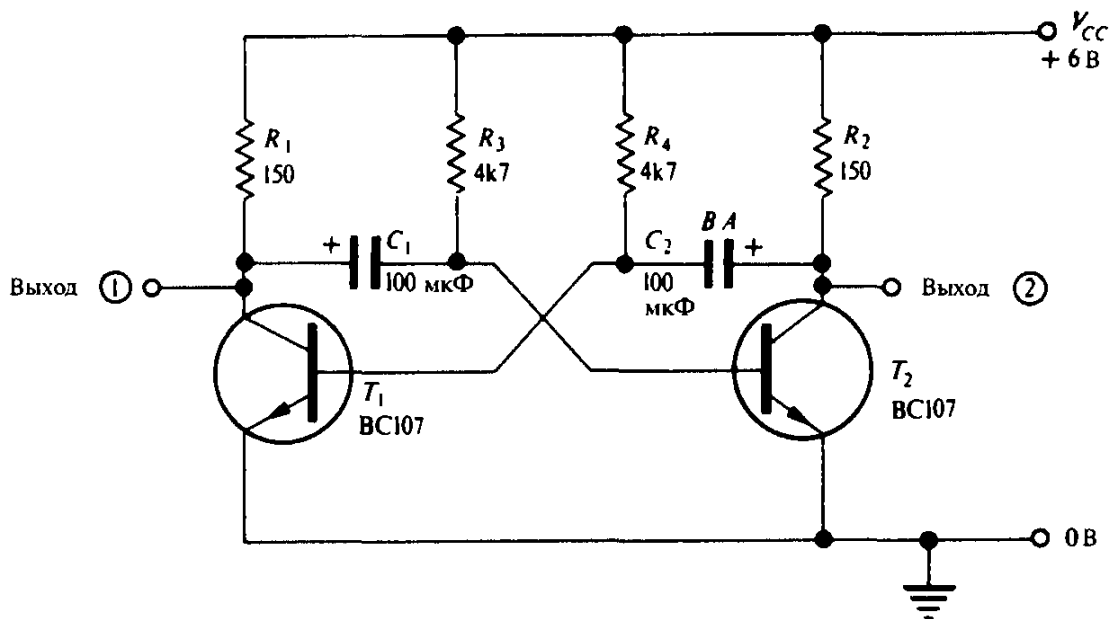 V_CC
+ 6 В
R_1
150
R_3
4k7
R_4
4k7
R_2
150
+
C_1
100 мкФ
C_2
100
мкФ
B A
+
Выход ①
Выход ②
T_1
BC107
T_2
BC107
0 В